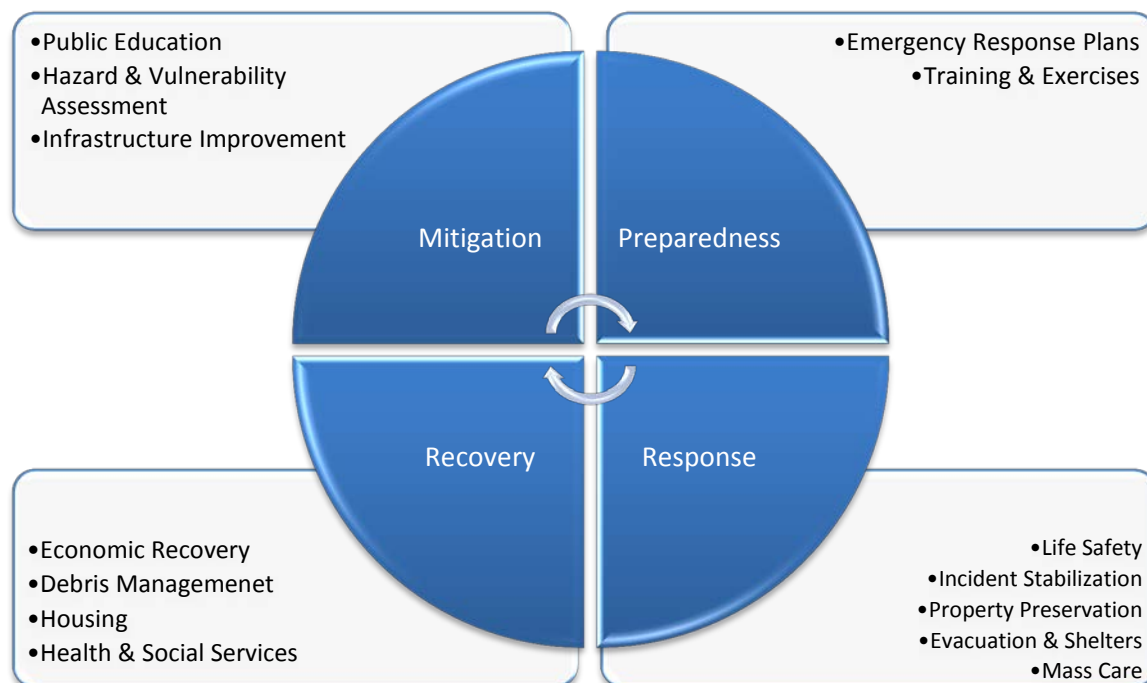 •Public Education
•Hazard & Vulnerability
Assessment
•Infrastructure Improvement
•Emergency Response Plans
•Training & Exercises
Mitigation
Preparedness
Recovery
Response
•Economic Recovery
•Debris Managemenet
•Housing
•Health & Social Services
•Life Safety
•Incident Stabilization
•Property Preservation
•Evacuation & Shelters
•Mass Care